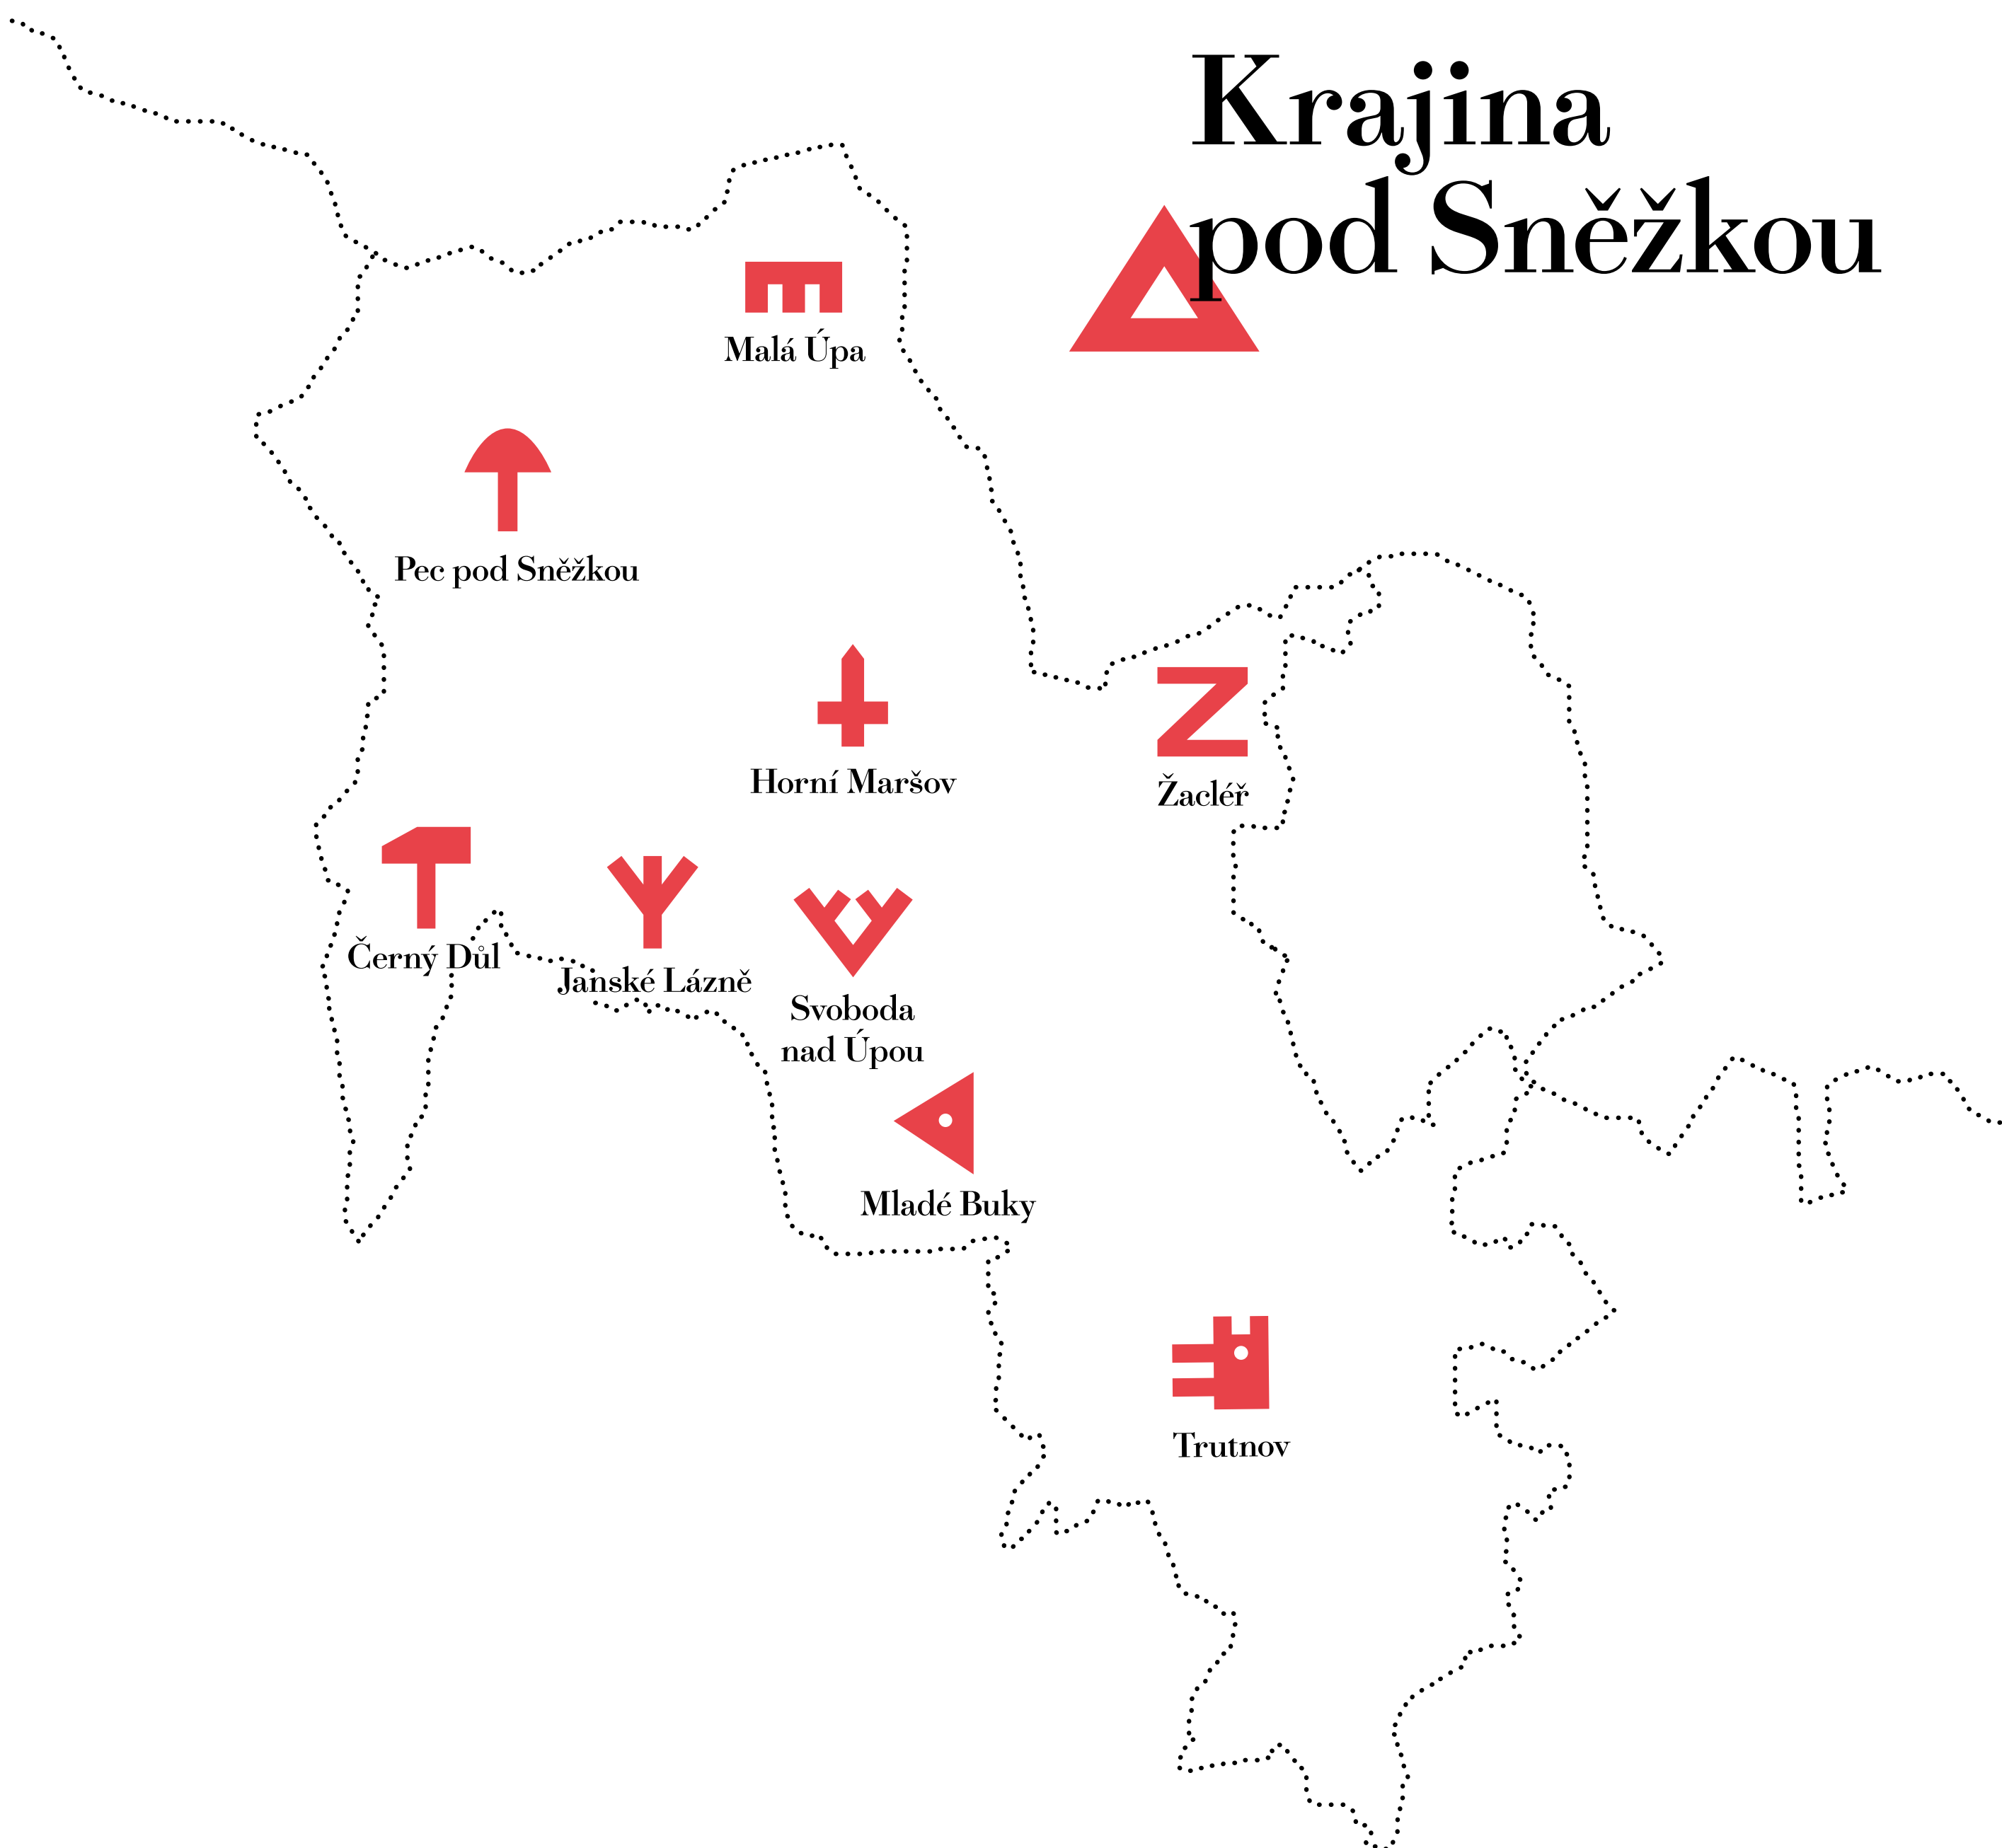 Krajina
pod Sněžkou
Malá Úpa
Pec pod Sněžkou
Horní Maršov
Žacléř
Černý Důl
Janské Lázně
Svoboda
nad Úpou
Mladé Buky
Trutnov